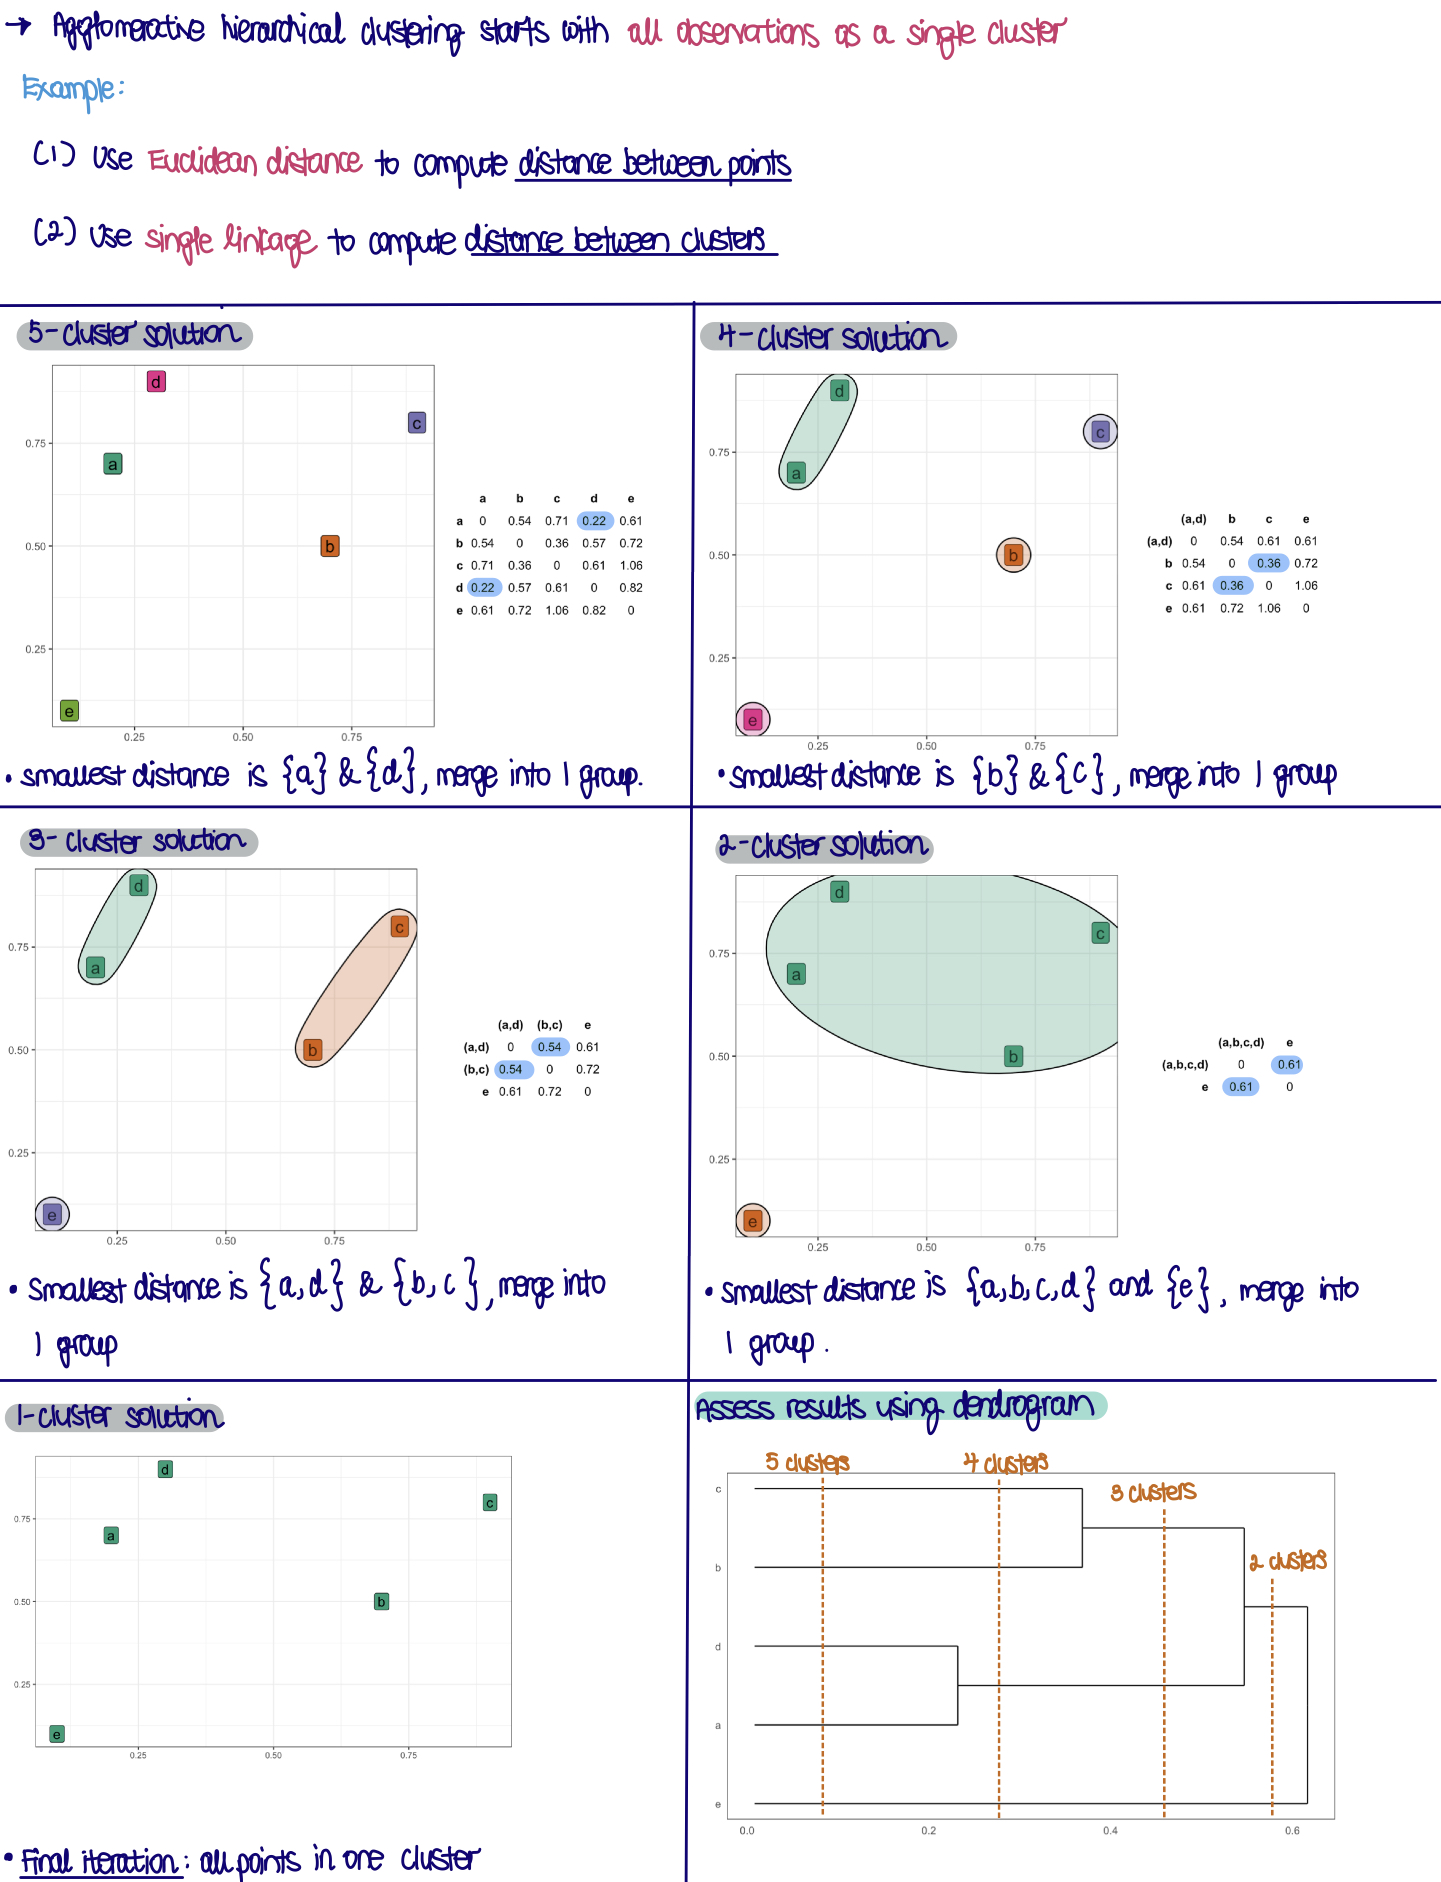 → Agglomerative hierarchical clustering starts with all observations as a single cluster
Example:
(1) Use Euclidean distance to compute distance between points
(2) Use single linkage to compute distance between clusters
5-cluster solution
d
c
a
b
e
0.75
0.50
0.25
0.25 0.50 0.75
a b c d e
a 0 0.54 0.71 0.22 0.61
b 0.54 0 0.36 0.57 0.72
c 0.71 0.36 0 0.61 1.06
d 0.22 0.57 0.61 0 0.82
e 0.61 0.72 1.06 0.82 0
• smallest distance is {a} & {d}, merge into 1 group.
4-cluster solution
d
c
a
b
e
0.75
0.50
0.25
0.25 0.50 0.75
(a,d) b c e
(a,d) 0 0.54 0.61 0.61
b 0.54 0 0.36 0.72
c 0.61 0.36 0 1.06
e 0.61 0.72 1.06 0
• smallest distance is {b} & {c}, merge into 1 group
3-cluster solution
d
c
a
b
e
0.75
0.50
0.25
0.25 0.50 0.75
(a,d) (b,c) e
(a,d) 0 0.54 0.61
(b,c) 0.54 0 0.72
e 0.61 0.72 0
• smallest distance is {a,d} & {b,c}, merge into
1 group
2-cluster solution
d
c
a
b
e
0.75
0.50
0.25
0.25 0.50 0.75
(a,b,c,d) e
(a,b,c,d) 0 0.61
e 0.61 0
• smallest distance is {a,b,c,d} and {e}, merge into
1 group.
1-cluster solution
d
c
a
b
e
0.75
0.50
0.25
0.25 0.50 0.75
• Final iteration: all points in one cluster
Assess results using dendrogram
5 clusters 4 clusters
3 clusters
2 clusters
c
b
d
a
e
0.0 0.2 0.4 0.6